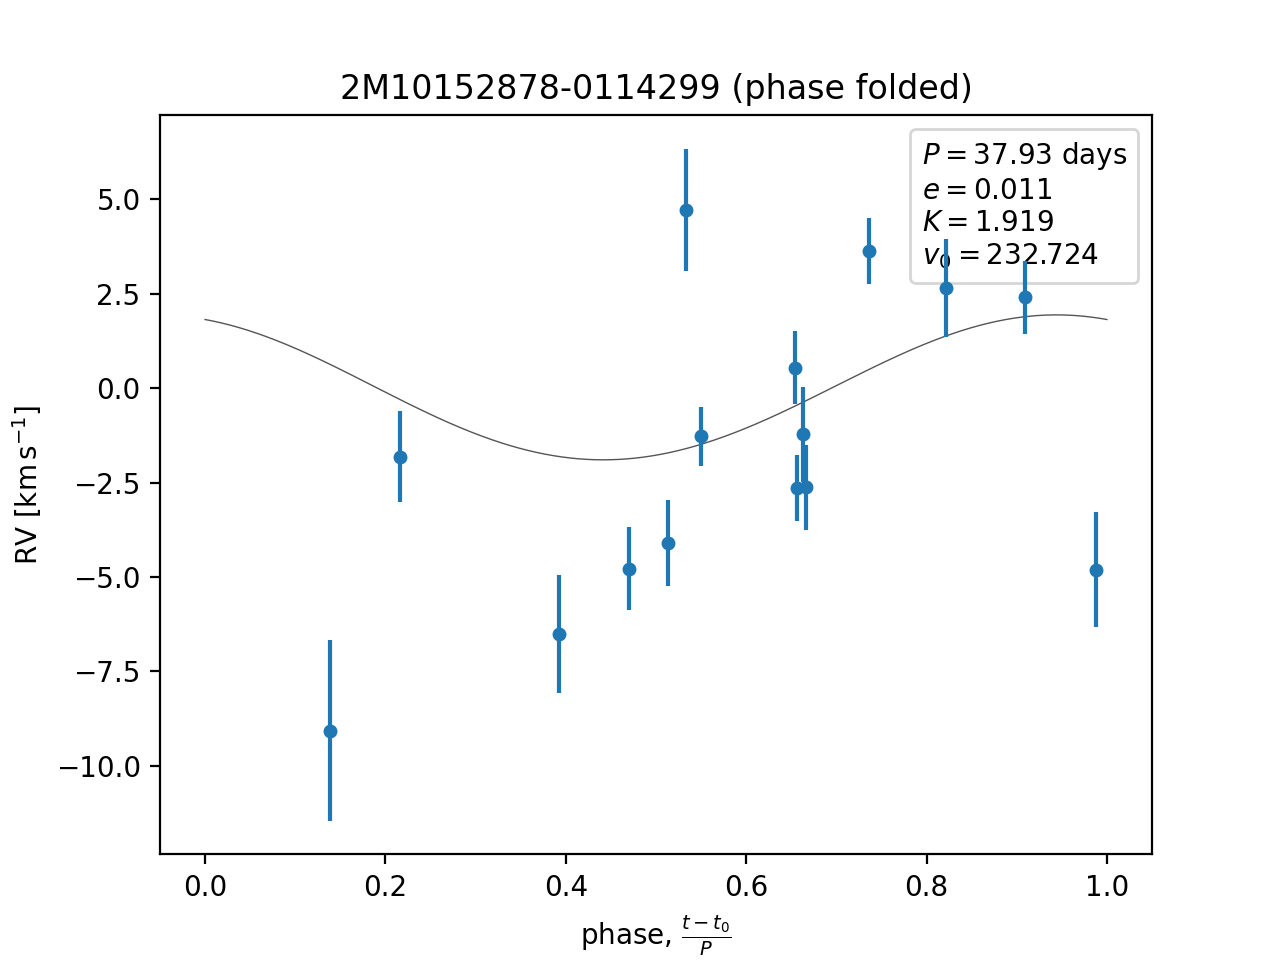 2M10152878-0114299 (phase folded)
P = 37.93 days
e = 0.011
K = 1.919
v₀ = 232.724
RV [km s⁻¹]
5.0
2.5
0.0
−2.5
−5.0
−7.5
−10.0
0.0 0.2 0.4 0.6 0.8 1.0
phase, (t − t₀)/P